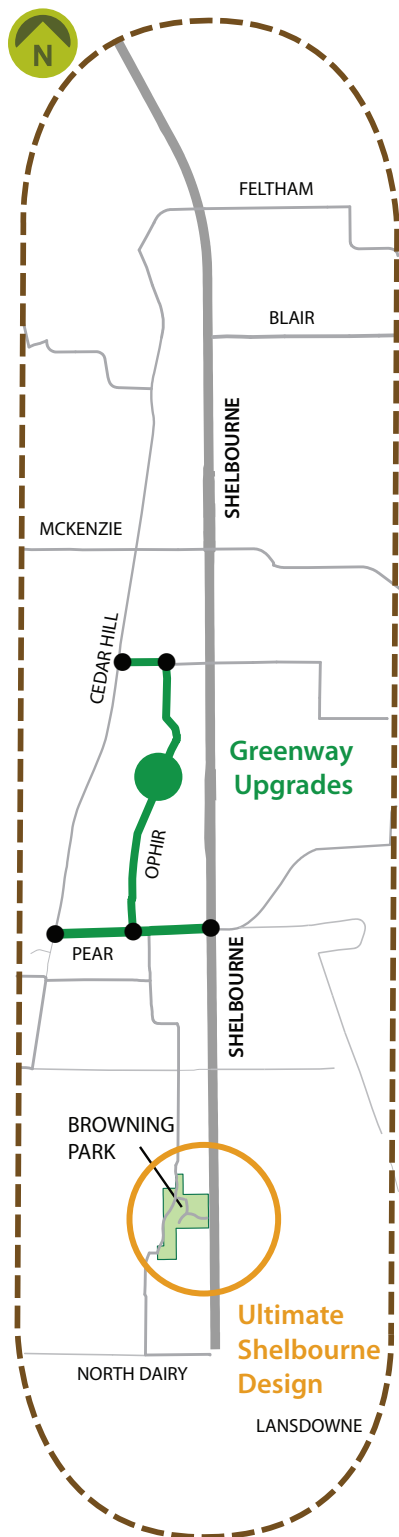 N
FELTHAM
BLAIR
SHELBOURNE
MCKENZIE
CEDAR HILL
Greenway
Upgrades
OPHIR
PEAR
SHELBOURNE
BROWNING
PARK
Ultimate
Shelbourne
Design
NORTH DAIRY
LANSDOWNE